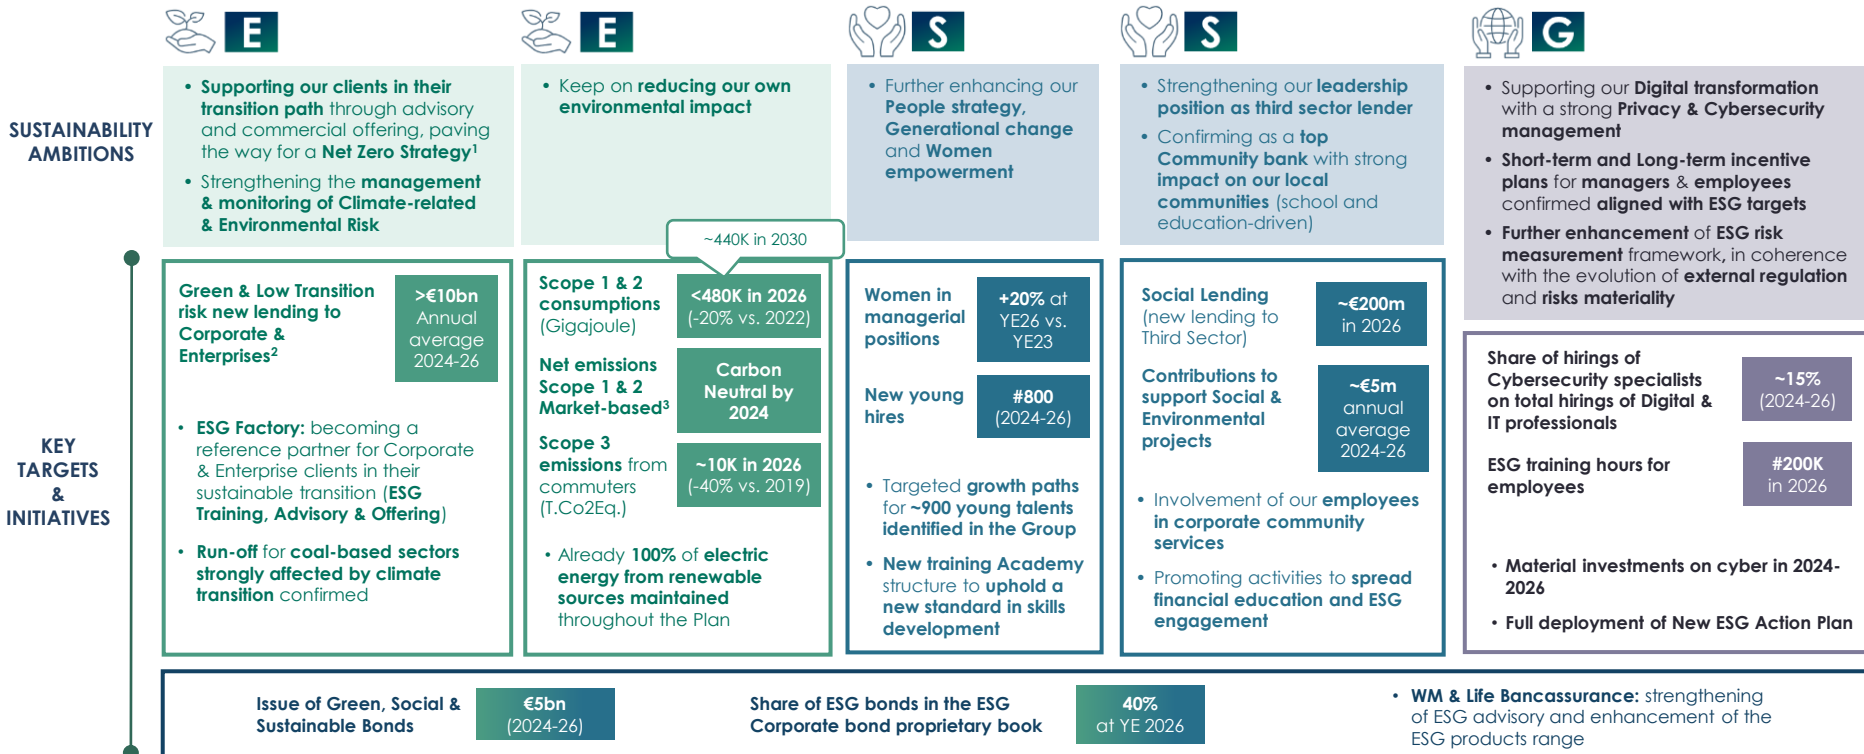 E
E
S
S
G
SUSTAINABILITY
AMBITIONS
• Supporting our clients in their
transition path through advisory
and commercial offering, paving
the way for a Net Zero Strategy1
• Strengthening the management
& monitoring of Climate-related
& Environmental Risk
• Keep on reducing our own
environmental impact
• Further enhancing our
People strategy,
Generational change
and Women
empowerment
• Strengthening our leadership
position as third sector lender
• Confirming as a top
Community bank with strong
impact on our local
communities (school and
education-driven)
• Supporting our Digital transformation
with a strong Privacy & Cybersecurity
management
• Short-term and Long-term incentive
plans for managers & employees
confirmed aligned with ESG targets
• Further enhancement of ESG risk
measurement framework, in coherence
with the evolution of external regulation
and risks materiality
KEY
TARGETS
&
INITIATIVES
Green & Low Transition
risk new lending to
Corporate &
Enterprises2
>€10bn
Annual
average
2024-26
• ESG Factory: becoming a
reference partner for Corporate
& Enterprise clients in their
sustainable transition (ESG
Training, Advisory & Offering)
• Run-off for coal-based sectors
strongly affected by climate
transition confirmed
~440K in 2030
Scope 1 & 2
consumptions
(Gigajoule)
<480K in 2026
(-20% vs. 2022)
Net emissions
Scope 1 & 2
Market-based3
Carbon
Neutral by
2024
Scope 3
emissions from
commuters
(T.Co2Eq.)
~10K in 2026
(-40% vs. 2019)
• Already 100% of electric
energy from renewable
sources maintained
throughout the Plan
Women in
managerial
positions
+20% at
YE26 vs.
YE23
New young
hires
#800
(2024-26)
• Targeted growth paths
for ~900 young talents
identified in the Group
• New training Academy
structure to uphold a
new standard in skills
development
Social Lending
(new lending to
Third Sector)
~€200m
in 2026
Contributions to
support Social &
Environmental
projects
~€5m
annual
average
2024-26
• Involvement of our employees
in corporate community
services
• Promoting activities to spread
financial education and ESG
engagement
Share of hirings of
Cybersecurity specialists
on total hirings of Digital &
IT professionals
~15%
(2024-26)
ESG training hours for
employees
#200K
in 2026
• Material investments on cyber in 2024-
2026
• Full deployment of New ESG Action Plan
Issue of Green, Social &
Sustainable Bonds
€5bn
(2024-26)
Share of ESG bonds in the ESG
Corporate bond proprietary book
40%
at YE 2026
• WM & Life Bancassurance: strengthening
of ESG advisory and enhancement of the
ESG products range